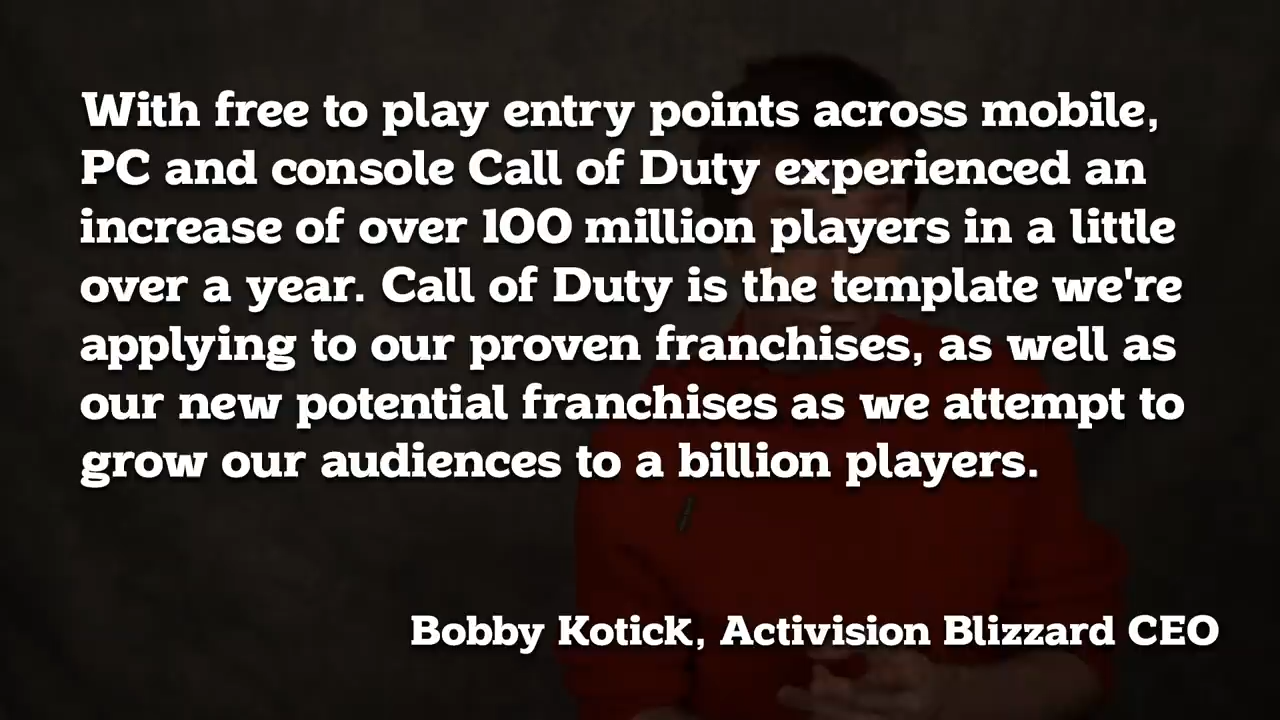 With free to play entry points across mobile,
PC and console Call of Duty experienced an
increase of over 100 million players in a little
over a year. Call of Duty is the template we're
applying to our proven franchises, as well as
our new potential franchises as we attempt to
grow our audiences to a billion players.
Bobby Kotick, Activision Blizzard CEO